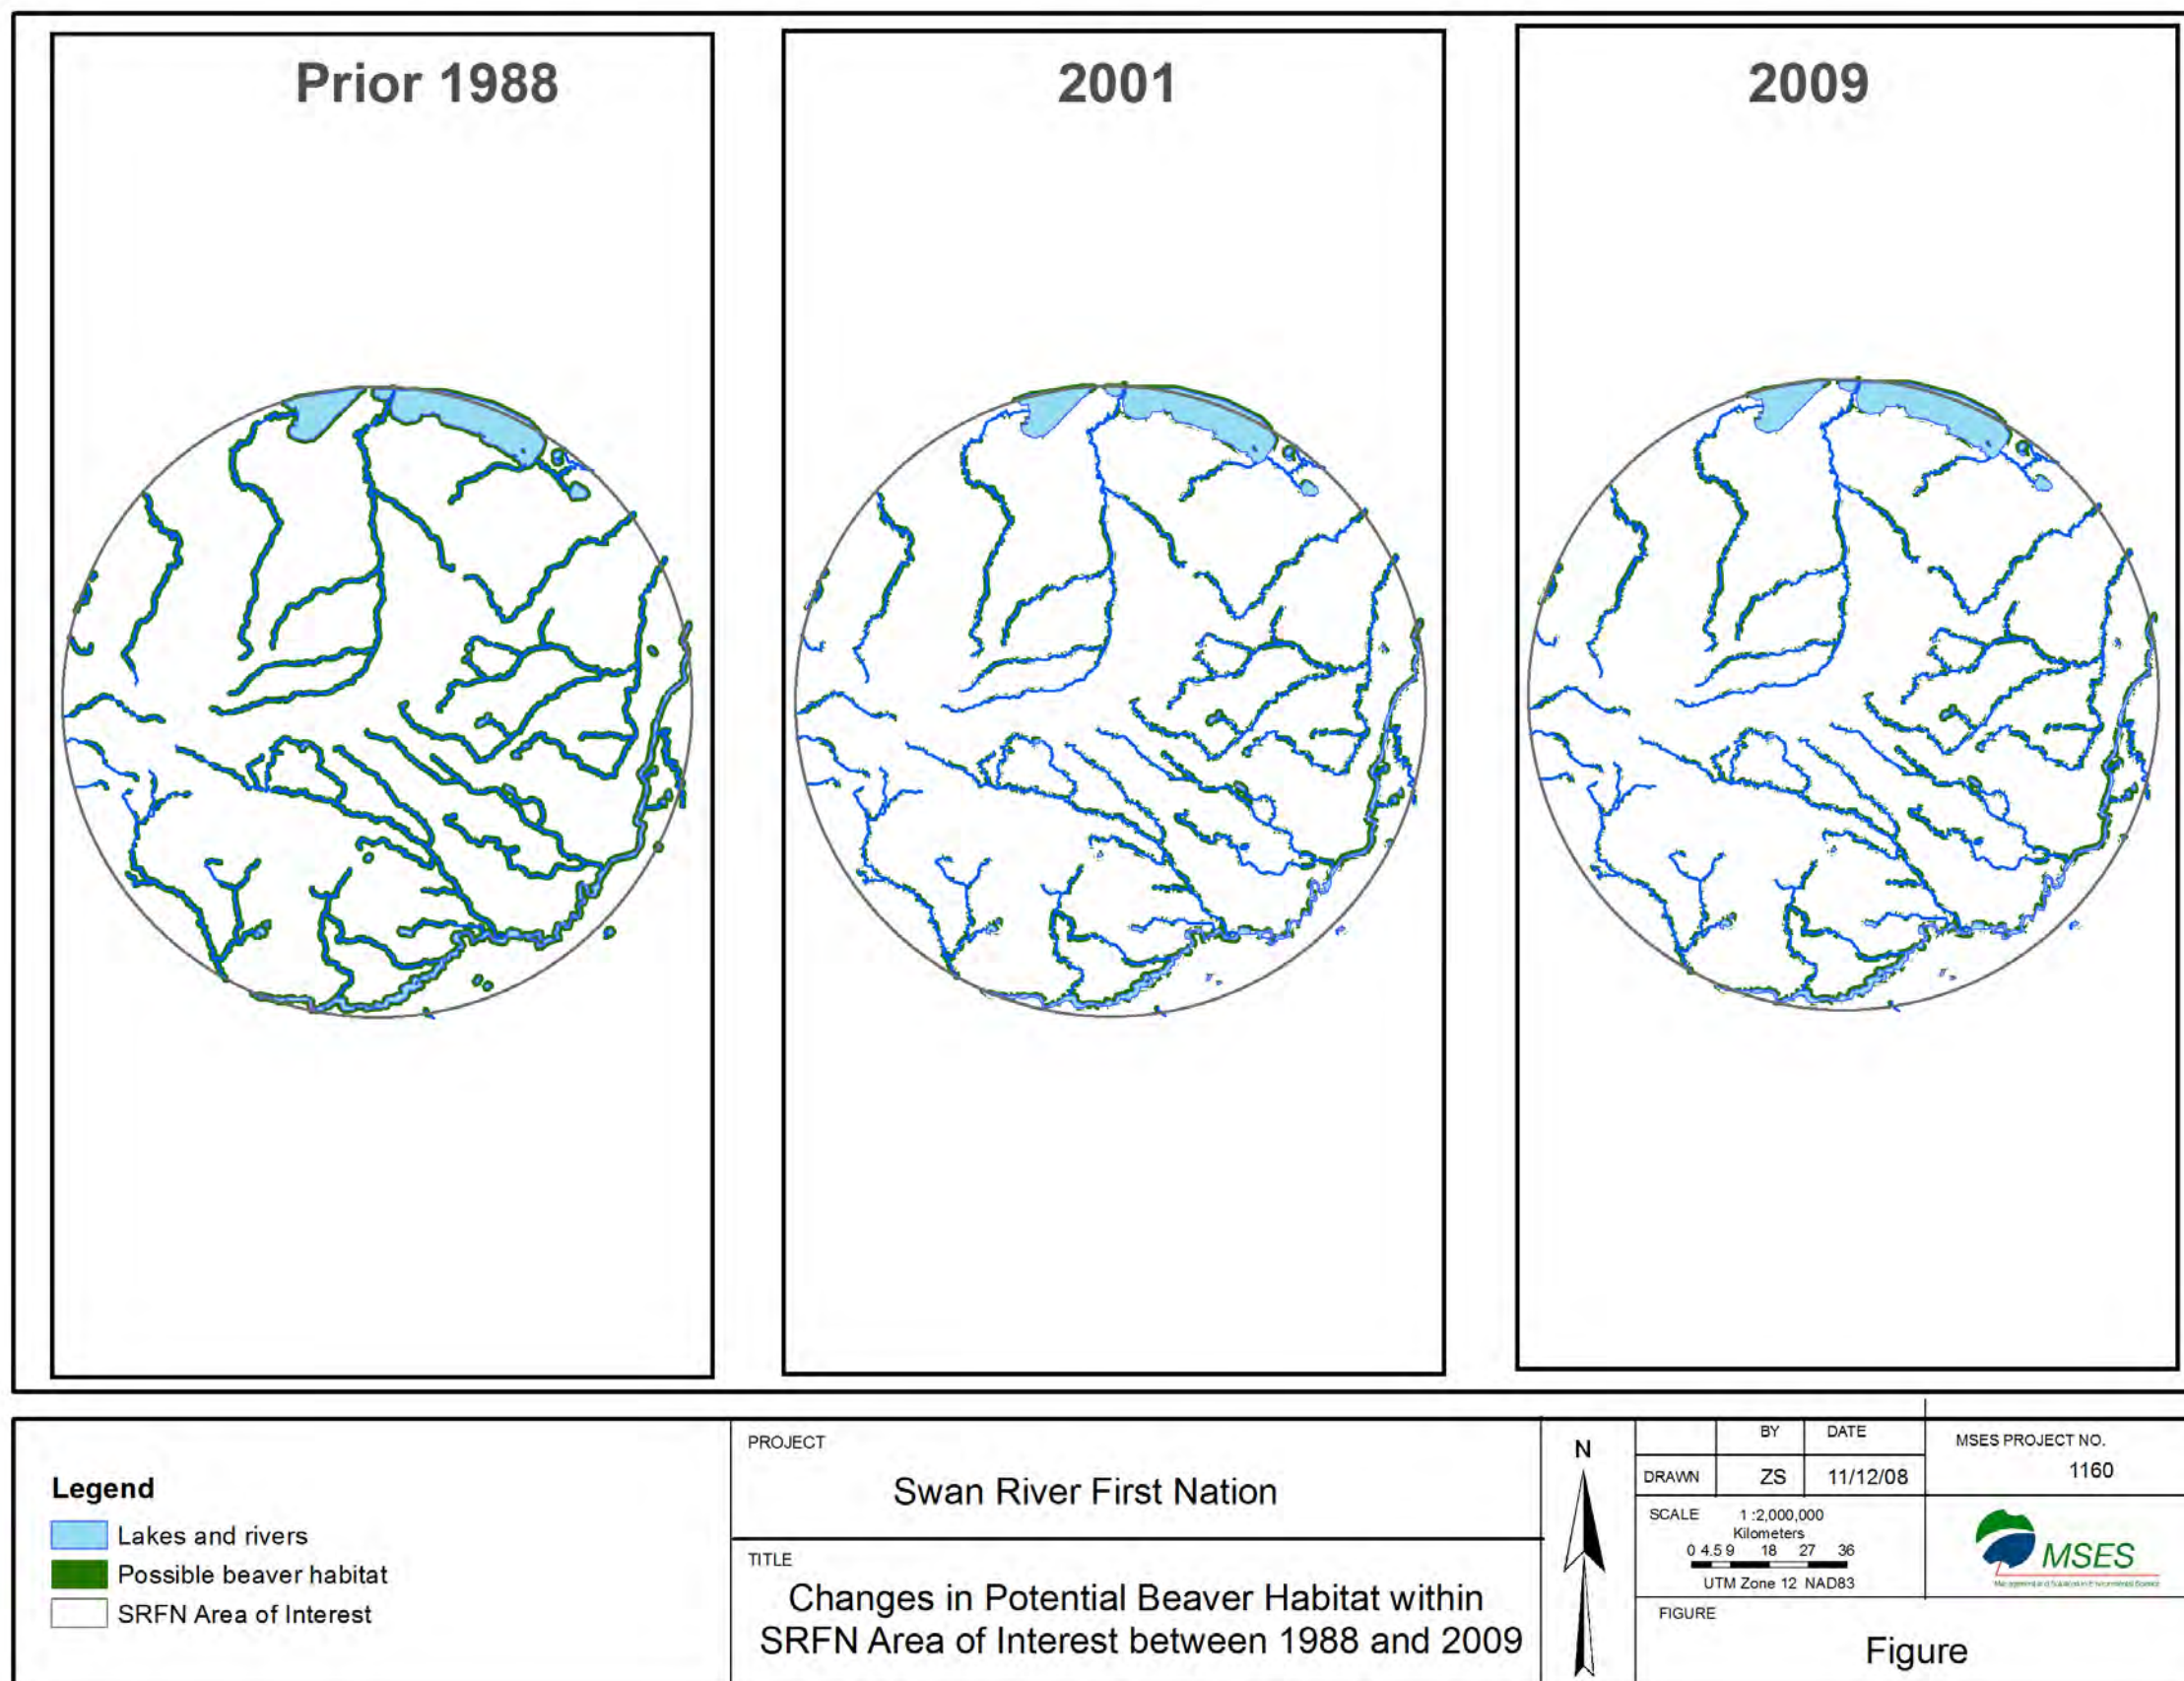 Prior 1988
2001
2009
Legend
Lakes and rivers
Possible beaver habitat
SRFN Area of Interest
PROJECT
Swan River First Nation
TITLE
Changes in Potential Beaver Habitat within
SRFN Area of Interest between 1988 and 2009
N
BY DATE
DRAWN ZS 11/12/08
MSES PROJECT NO.
1160
SCALE 1:2,000,000
Kilometers
0 4.5 9 18 27 36
UTM Zone 12 NAD83
MSES
FIGURE
Figure